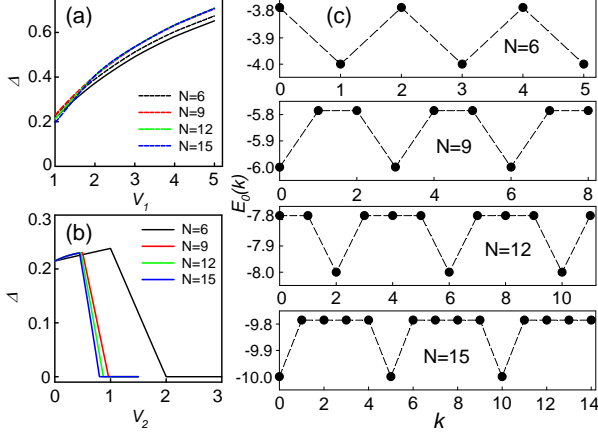 (a)
Δ
0.6
0.4
0.2
0
N=6
N=9
N=12
N=15
1 2 3 4 5
V1
(b)
Δ
0.3
0.2
0.1
0
N=6
N=9
N=12
N=15
0 1 2 3
V2
(c)
E0(k)
-3.8
-3.9
-4.0
N=6
0 1 2 3 4 5
-5.8
-5.9
-6.0
N=9
0 2 4 6 8
-7.8
-7.9
-8.0
N=12
0 2 4 6 8 10
-9.8
-9.9
-10.0
N=15
0 2 4 6 8 10 12 14
k